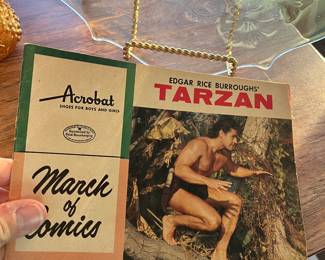 Acrobat
SHOES FOR BOYS AND GIRLS
March
of
Comics
EDGAR RICE BURROUGHS'
TARZAN